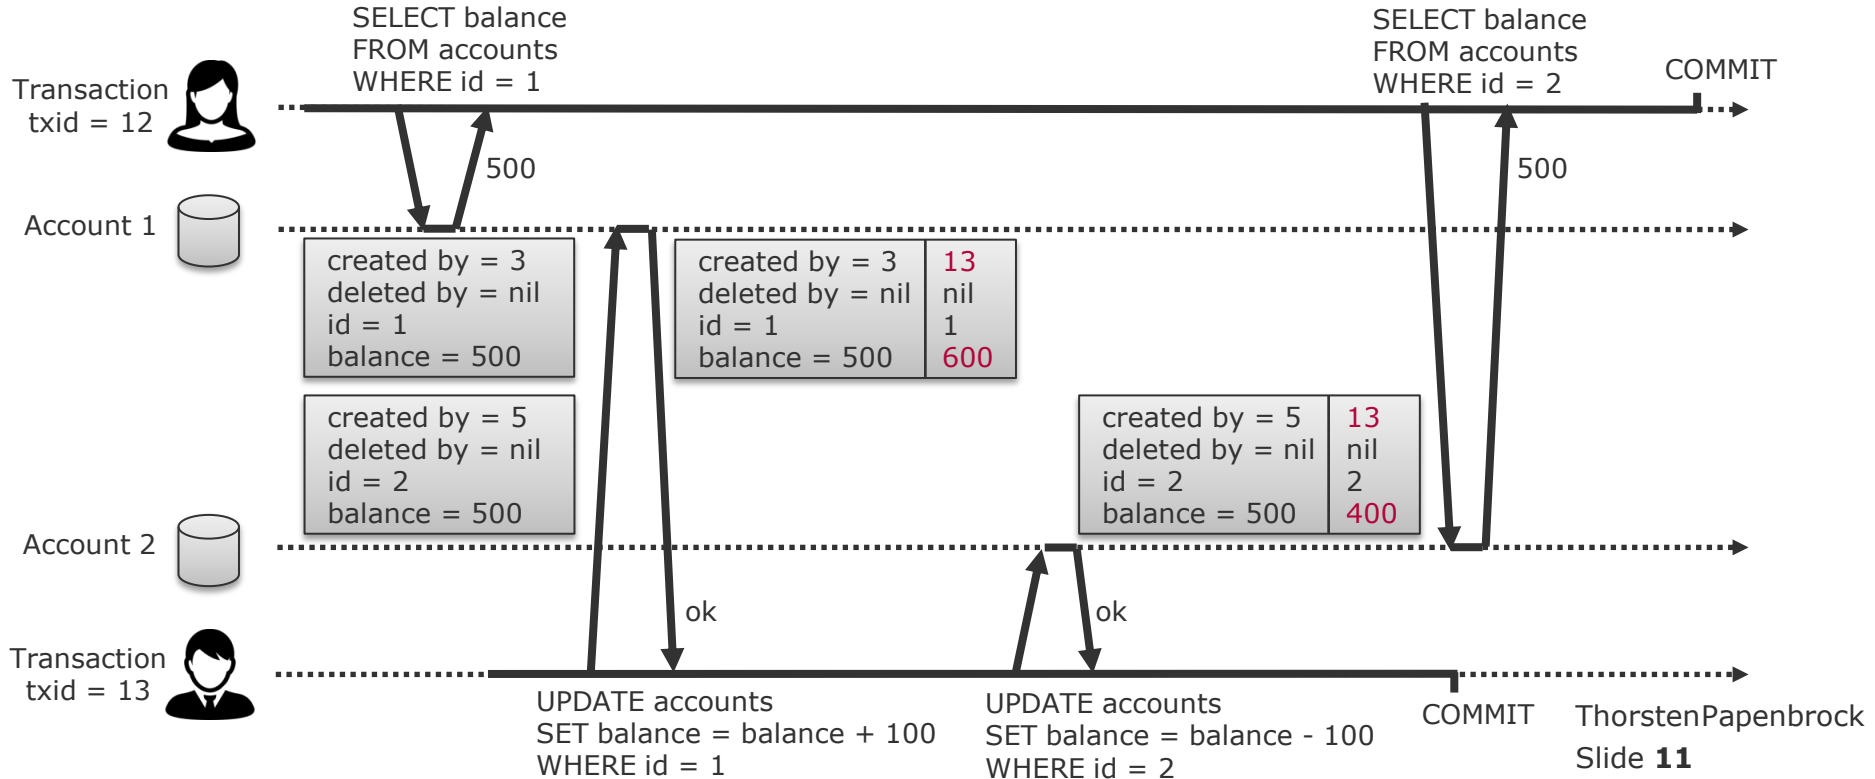 SELECT balance
FROM accounts
WHERE id = 1
SELECT balance
FROM accounts
WHERE id = 2
COMMIT
Transaction
txid = 12
500
500
Account 1
created by = 3
deleted by = nil
id = 1
balance = 500
created by = 3 13
deleted by = nil nil
id = 1 1
balance = 500 600
created by = 5
deleted by = nil
id = 2
balance = 500
created by = 5 13
deleted by = nil nil
id = 2 2
balance = 500 400
Account 2
ok
ok
Transaction
txid = 13
UPDATE accounts
SET balance = balance + 100
WHERE id = 1
UPDATE accounts
SET balance = balance - 100
WHERE id = 2
COMMIT
ThorstenPapenbrock
Slide 11